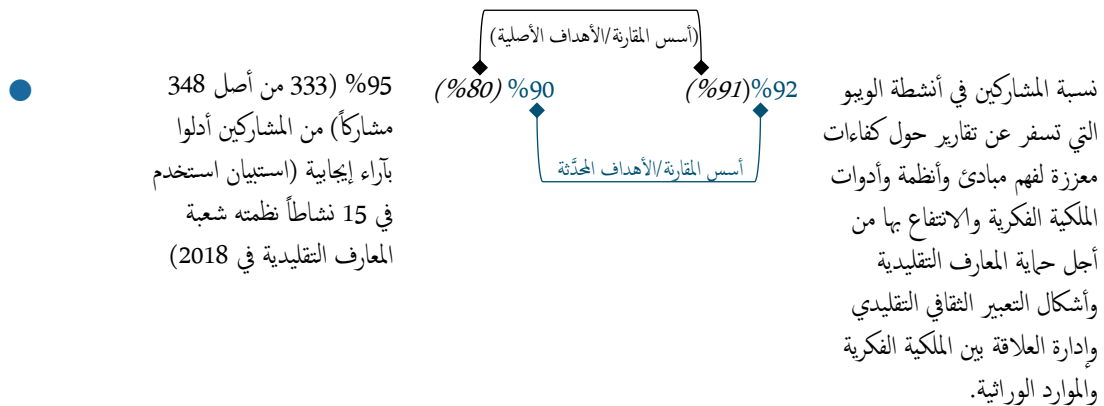 نسبة المشاركين في أنشطة الويبو
التي تسفر عن تقارير حول كفاءات
معززة لفهم مبادئ وأنظمة وأدوات
الملكية الفكرية والانتفاع بها من
أجل حماية المعارف التقليدية
وأشكال التعبير الثقافي التقليدي
وإدارة العلاقة بين الملكية الفكرية
والموارد الوراثية.
(أسس المقارنة/الأهداف الأصلية)
%92(%91)
%90 (%80)
أسس المقارنة/الأهداف المحدَّثة
%95 (333 من أصل 348
مشاركاً) من المشاركين أدلوا
بآراء إيجابية (استبيان استخدم
في 15 نشاطاً نظمته شعبة
المعارف التقليدية في 2018)